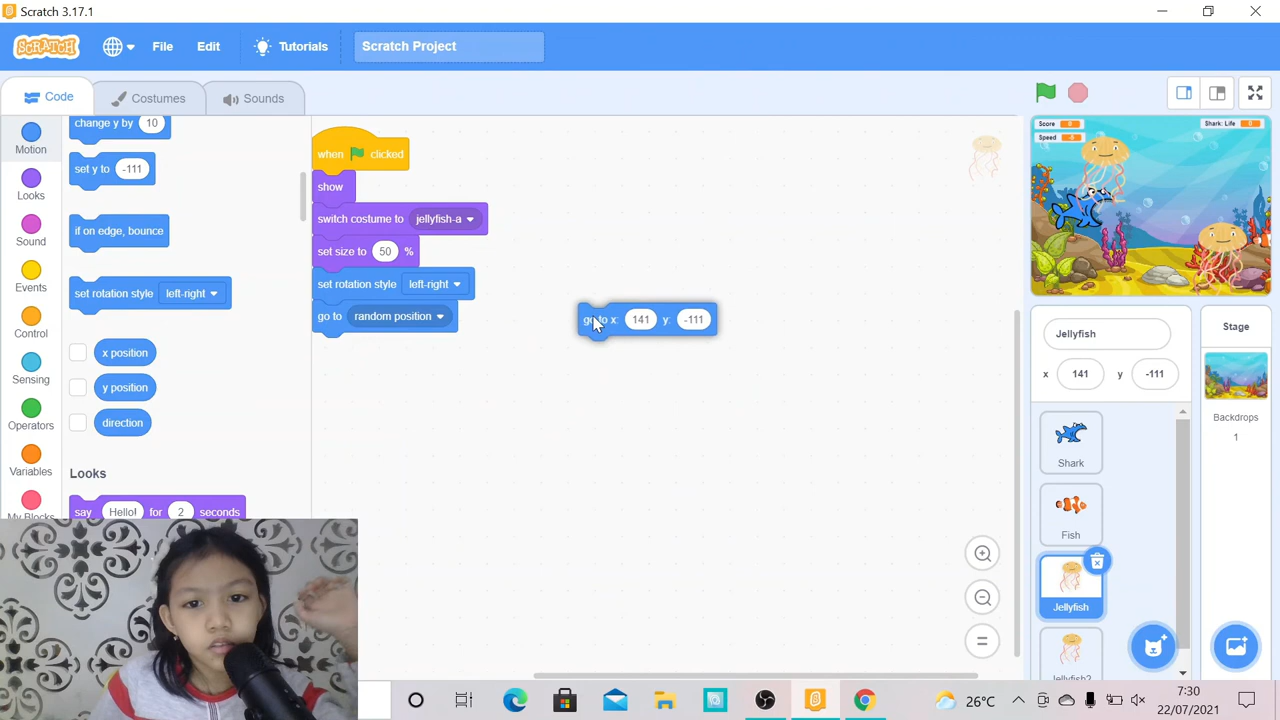 Scratch 3.17.1
SCRATCH
File
Edit
Tutorials
Scratch Project
Code
Costumes
Sounds
Motion
Looks
Sound
Events
Control
Sensing
Operators
Variables
My Blocks
change y by 10
set y to -111
if on edge, bounce
set rotation style left-right
x position
y position
direction
Looks
say Hello! for 2 seconds
when clicked
show
switch costume to jellyfish-a
set size to 50 %
set rotation style left-right
go to random position
go to x: 141 y: -111
Score 0
Speed
Shark: Life 0
Jellyfish
x 141 y -111
Shark
Fish
Jellyfish
Jellyfish2
Stage
Backdrops
1
26°C
7:30
22/07/2021